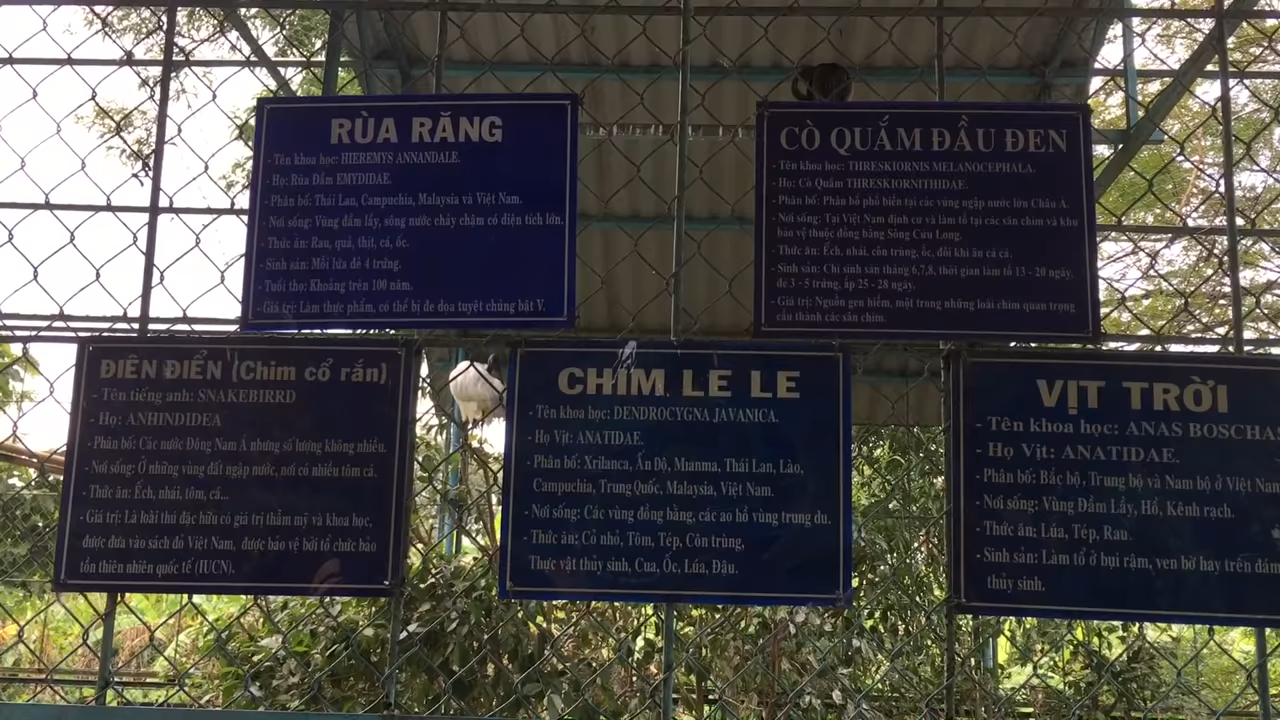 RÙA RĂNG
- Tên khoa học: HIEREMYS ANNANDALE.
- Họ: Rùa Đầm EMYDIDAE.
- Phân bố: Thái Lan, Campuchia, Malaysia và Việt Nam.
- Nơi sống: Vùng đầm lầy, sông nước chảy chậm có diện tích lớn.
- Thức ăn: Rau, quả, thịt, cá, ốc.
- Sinh sản: Mỗi lứa đẻ 4 trứng.
- Tuổi thọ: Khoảng trên 100 năm.
- Giá trị: Làm thực phẩm, có thể bị đe dọa tuyệt chủng bật V.
CÒ QUẮM ĐẦU ĐEN
- Tên khoa học: THRESKIORNIS MELANOCEPHALA.
- Họ: Cò Quắm THRESKIORNITHIDAE.
- Phân bố: Phân bố phổ biến tại các vùng ngập nước lớn Châu Á.
- Nơi sống: Tại Việt Nam định cư và làm tổ tại các sân chim và khu
bảo vệ thuộc đồng bằng Sông Cửu Long.
- Thức ăn: Ếch, nhái, côn trùng, ốc, đôi khi ăn cả cá.
- Sinh sản: Chỉ sinh sản tháng 6,7,8, thời gian làm tổ 13 - 20 ngày,
đẻ 3 - 5 trứng, ấp 25 - 28 ngày.
- Giá trị: Nguồn gen hiếm, một trong những loài chim quan trọng
cấu thành các sân chim.
ĐIÊN ĐIỂN (Chim cổ rắn)
- Tên tiếng anh: SNAKEBIRRD
- Họ: ANHINDIDEA
- Phân bố: Các nước Đông Nam Á nhưng số lượng không nhiều.
- Nơi sống: Ở những vùng đất ngập nước, nơi có nhiều tôm cá.
- Thức ăn: Ếch, nhái, tôm, cá...
- Giá trị: Là loài thú đặc hữu có giá trị thẩm mỹ và khoa học,
được đưa vào sách đỏ Việt Nam, được bảo vệ bởi tổ chức bảo
tồn thiên nhiên quốc tế (IUCN).
CHIM LE LE
- Tên khoa học: DENDROCYGNA JAVANICA.
- Họ Vịt: ANATIDAE.
- Phân bố: Xrilanca, Ấn Độ, Mianma, Thái Lan, Lào,
Campuchia, Trung Quốc, Malaysia, Việt Nam.
- Nơi sống: Các vùng đồng bằng, các ao hồ vùng trung du.
- Thức ăn: Cỏ nhỏ, Tôm, Tép, Côn trùng,
Thực vật thủy sinh, Cua, Ốc, Lúa, Đậu.
VỊT TRỜI
- Tên khoa học: ANAS BOSCHAS
- Họ Vịt: ANATIDAE.
- Phân bố: Bắc bộ, Trung bộ và Nam bộ ở Việt Nam
- Nơi sống: Vùng Đầm Lầy, Hồ, Kênh rạch.
- Thức ăn: Lúa, Tép, Rau.
- Sinh sản: Làm tổ ở bụi rậm, ven bờ hay trên đám
thủy sinh.